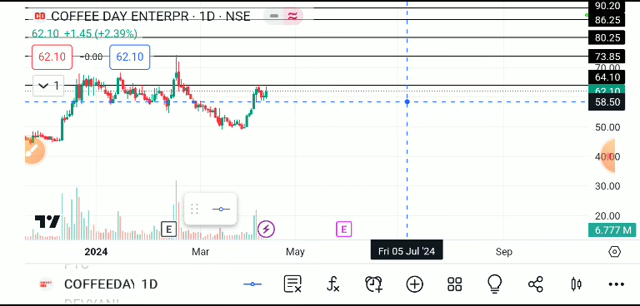 COFFEE DAY ENTERPR · 1D · NSE
62.10 +1.45 (+2.39%)
62.10 −0.00 62.10
1
90.20
86.25
80.25
73.85
70.00
64.10
62.10
58.50
50.00
40.00
30.00
20.00
6.777 M
E E
2024 Mar May Fri 05 Jul '24 Sep
COFFEEDAY 1D